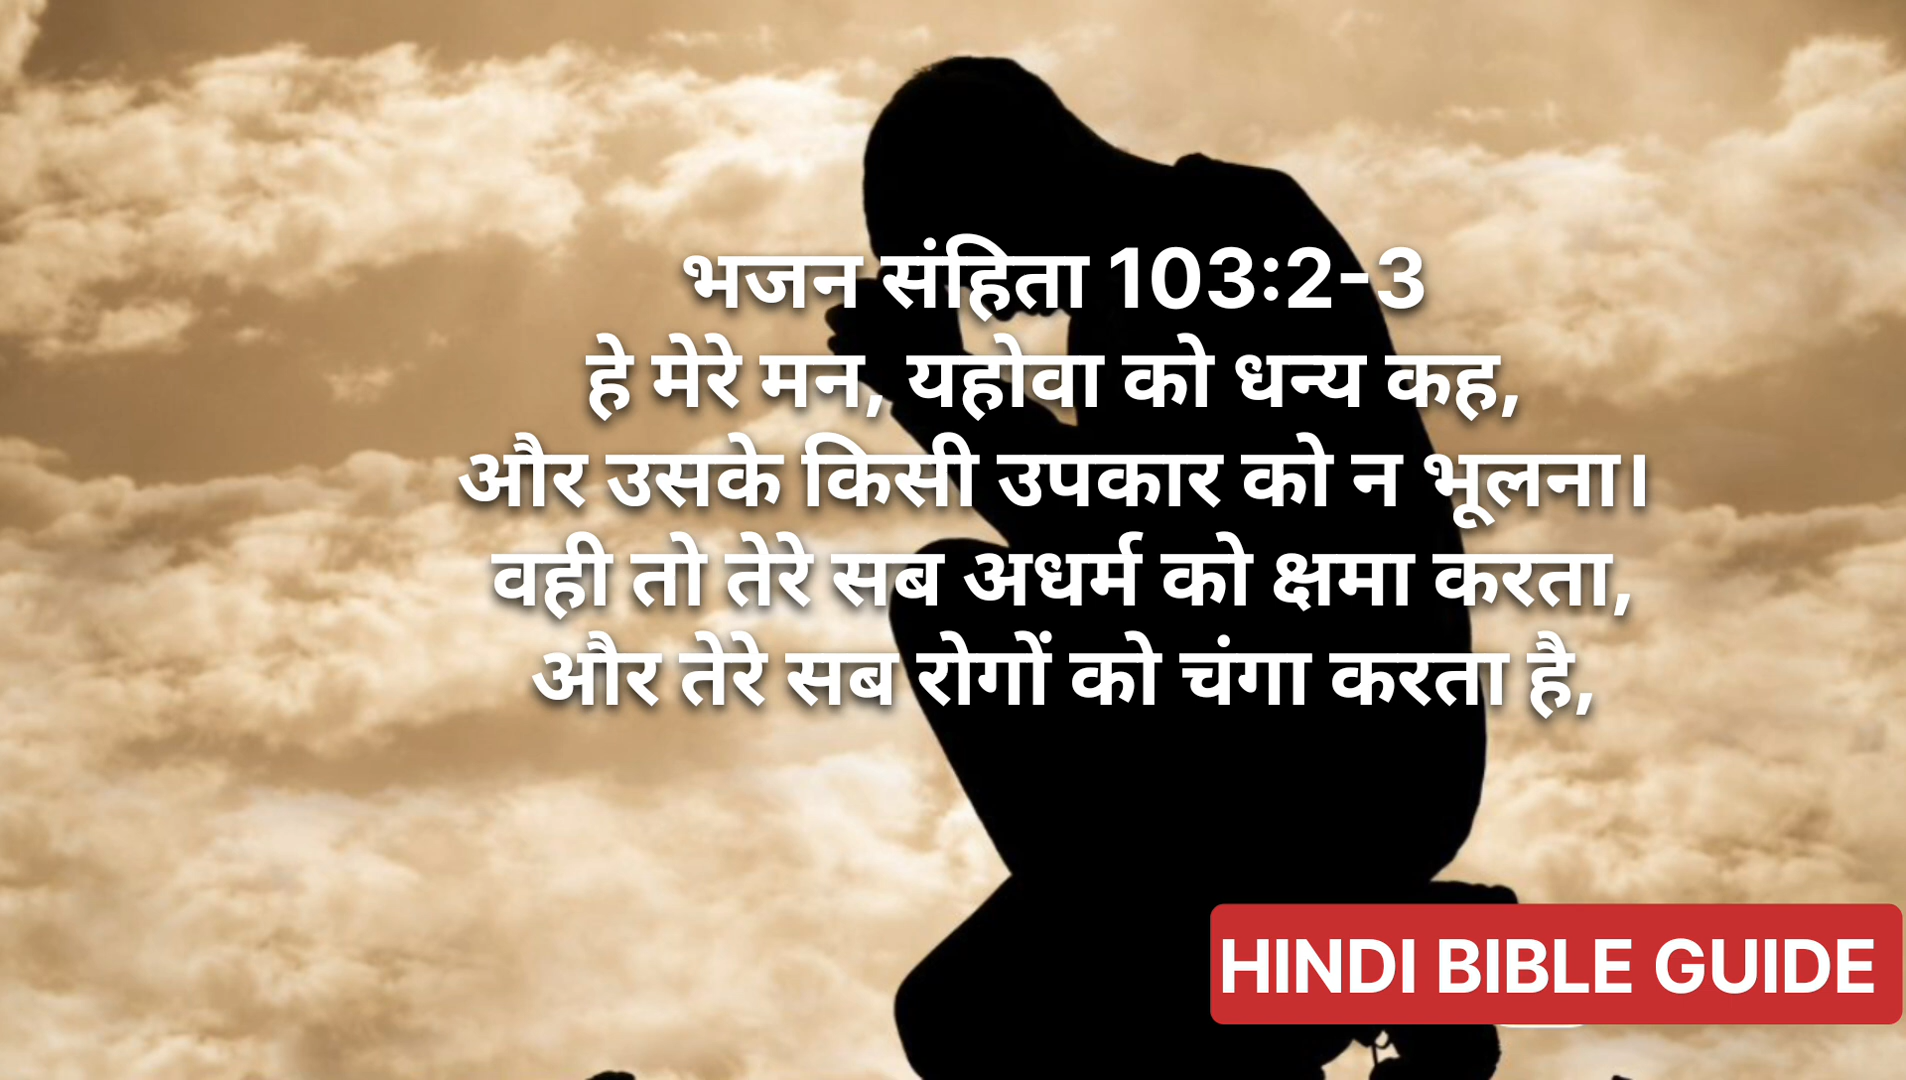 भजन संहिता 103:2-3
हे मेरे मन, यहोवा को धन्य कह,
और उसके किसी उपकार को न भूलना।
वही तो तेरे सब अधर्म को क्षमा करता,
और तेरे सब रोगों को चंगा करता है,
HINDI BIBLE GUIDE